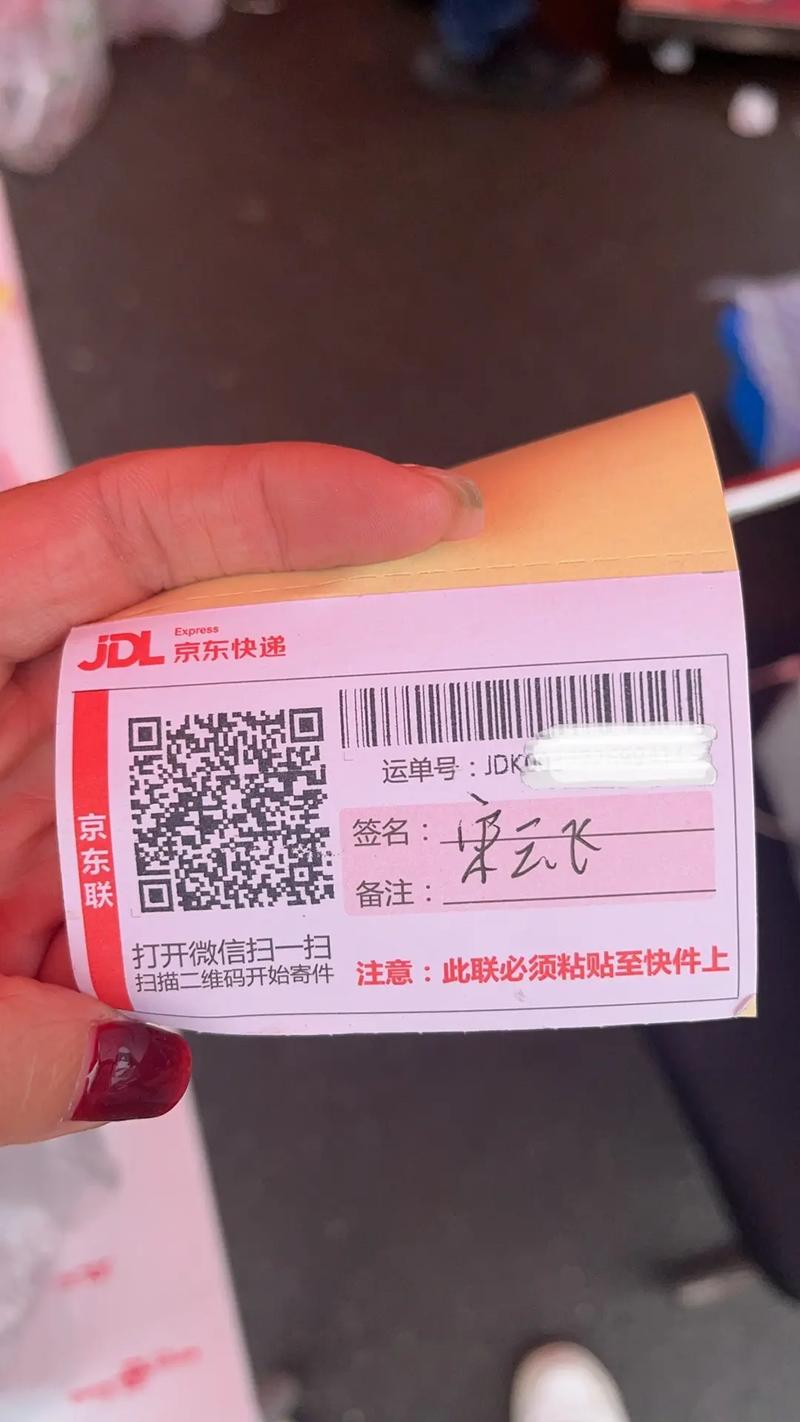 JDL Express 京东快递
京东联
运单号：JDK
签名：宋云飞
备注：
打开微信扫一扫
扫描二维码开始寄件
注意：此联必须粘贴至快件上